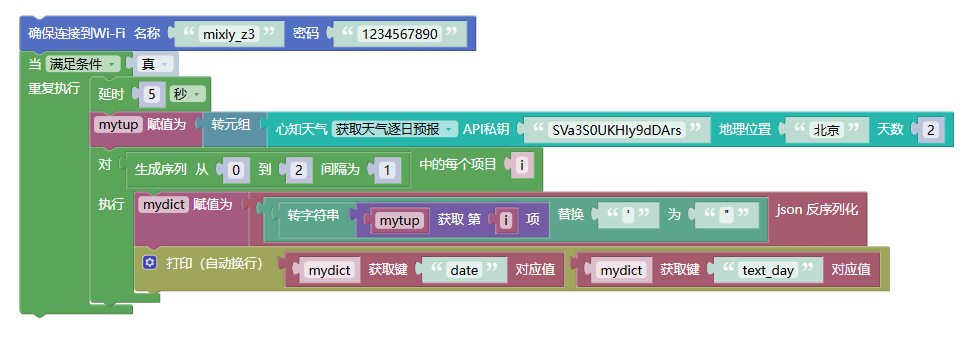 确保连接到Wi-Fi 名称 “ mixly_z3 ” 密码 “ 1234567890 ”
当 满足条件 真
重复执行 延时 5 秒
mytup 赋值为 转元组 心知天气 获取天气逐日预报 API私钥 “ SVa3S0UKHIy9dDArs ” 地理位置 “ 北京 ” 天数 2
对 生成序列 从 0 到 2 间隔为 1 中的每个项目 i
执行 mydict 赋值为 转字符串 mytup 获取 第 i 项 替换 “ ' ” 为 “ " ” json 反序列化
打印（自动换行） mydict 获取键 “ date ” 对应值 mydict 获取键 “ text_day ” 对应值